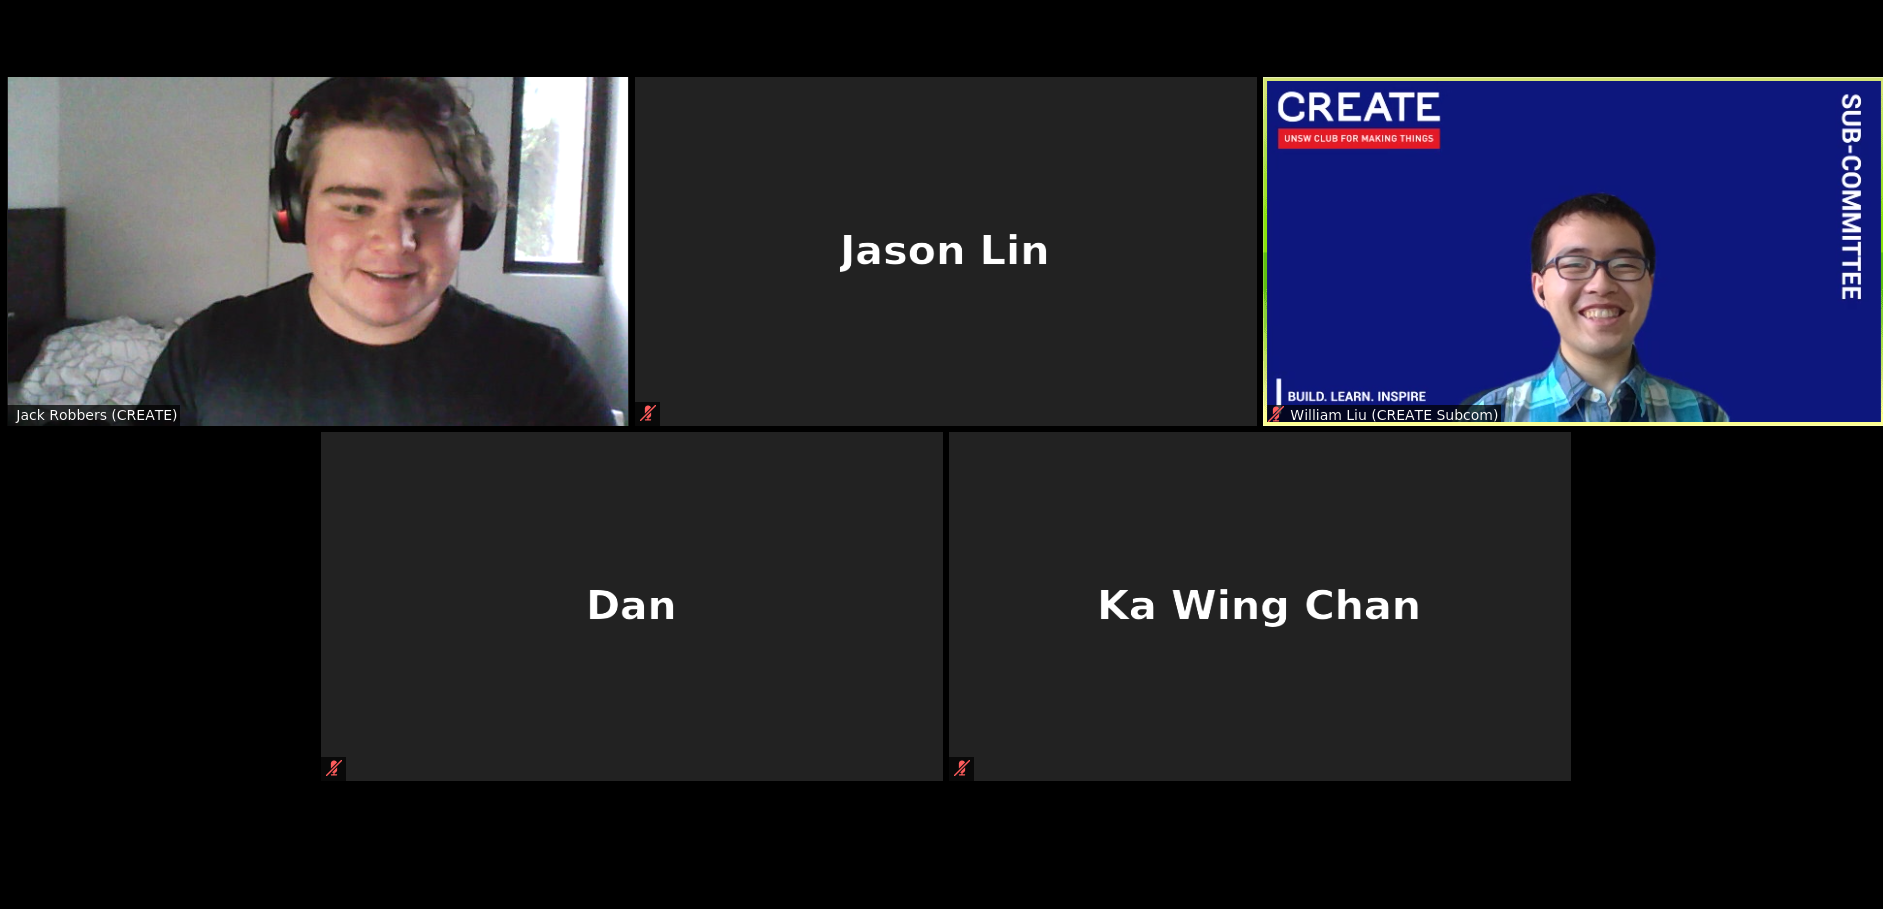 CREATE
UNSW CLUB FOR MAKING THINGS
SUB-COMMITTEE
Jason Lin
BUILD. LEARN. INSPIRE
Jack Robbers (CREATE)
William Liu (CREATE Subcom)
Dan
Ka Wing Chan